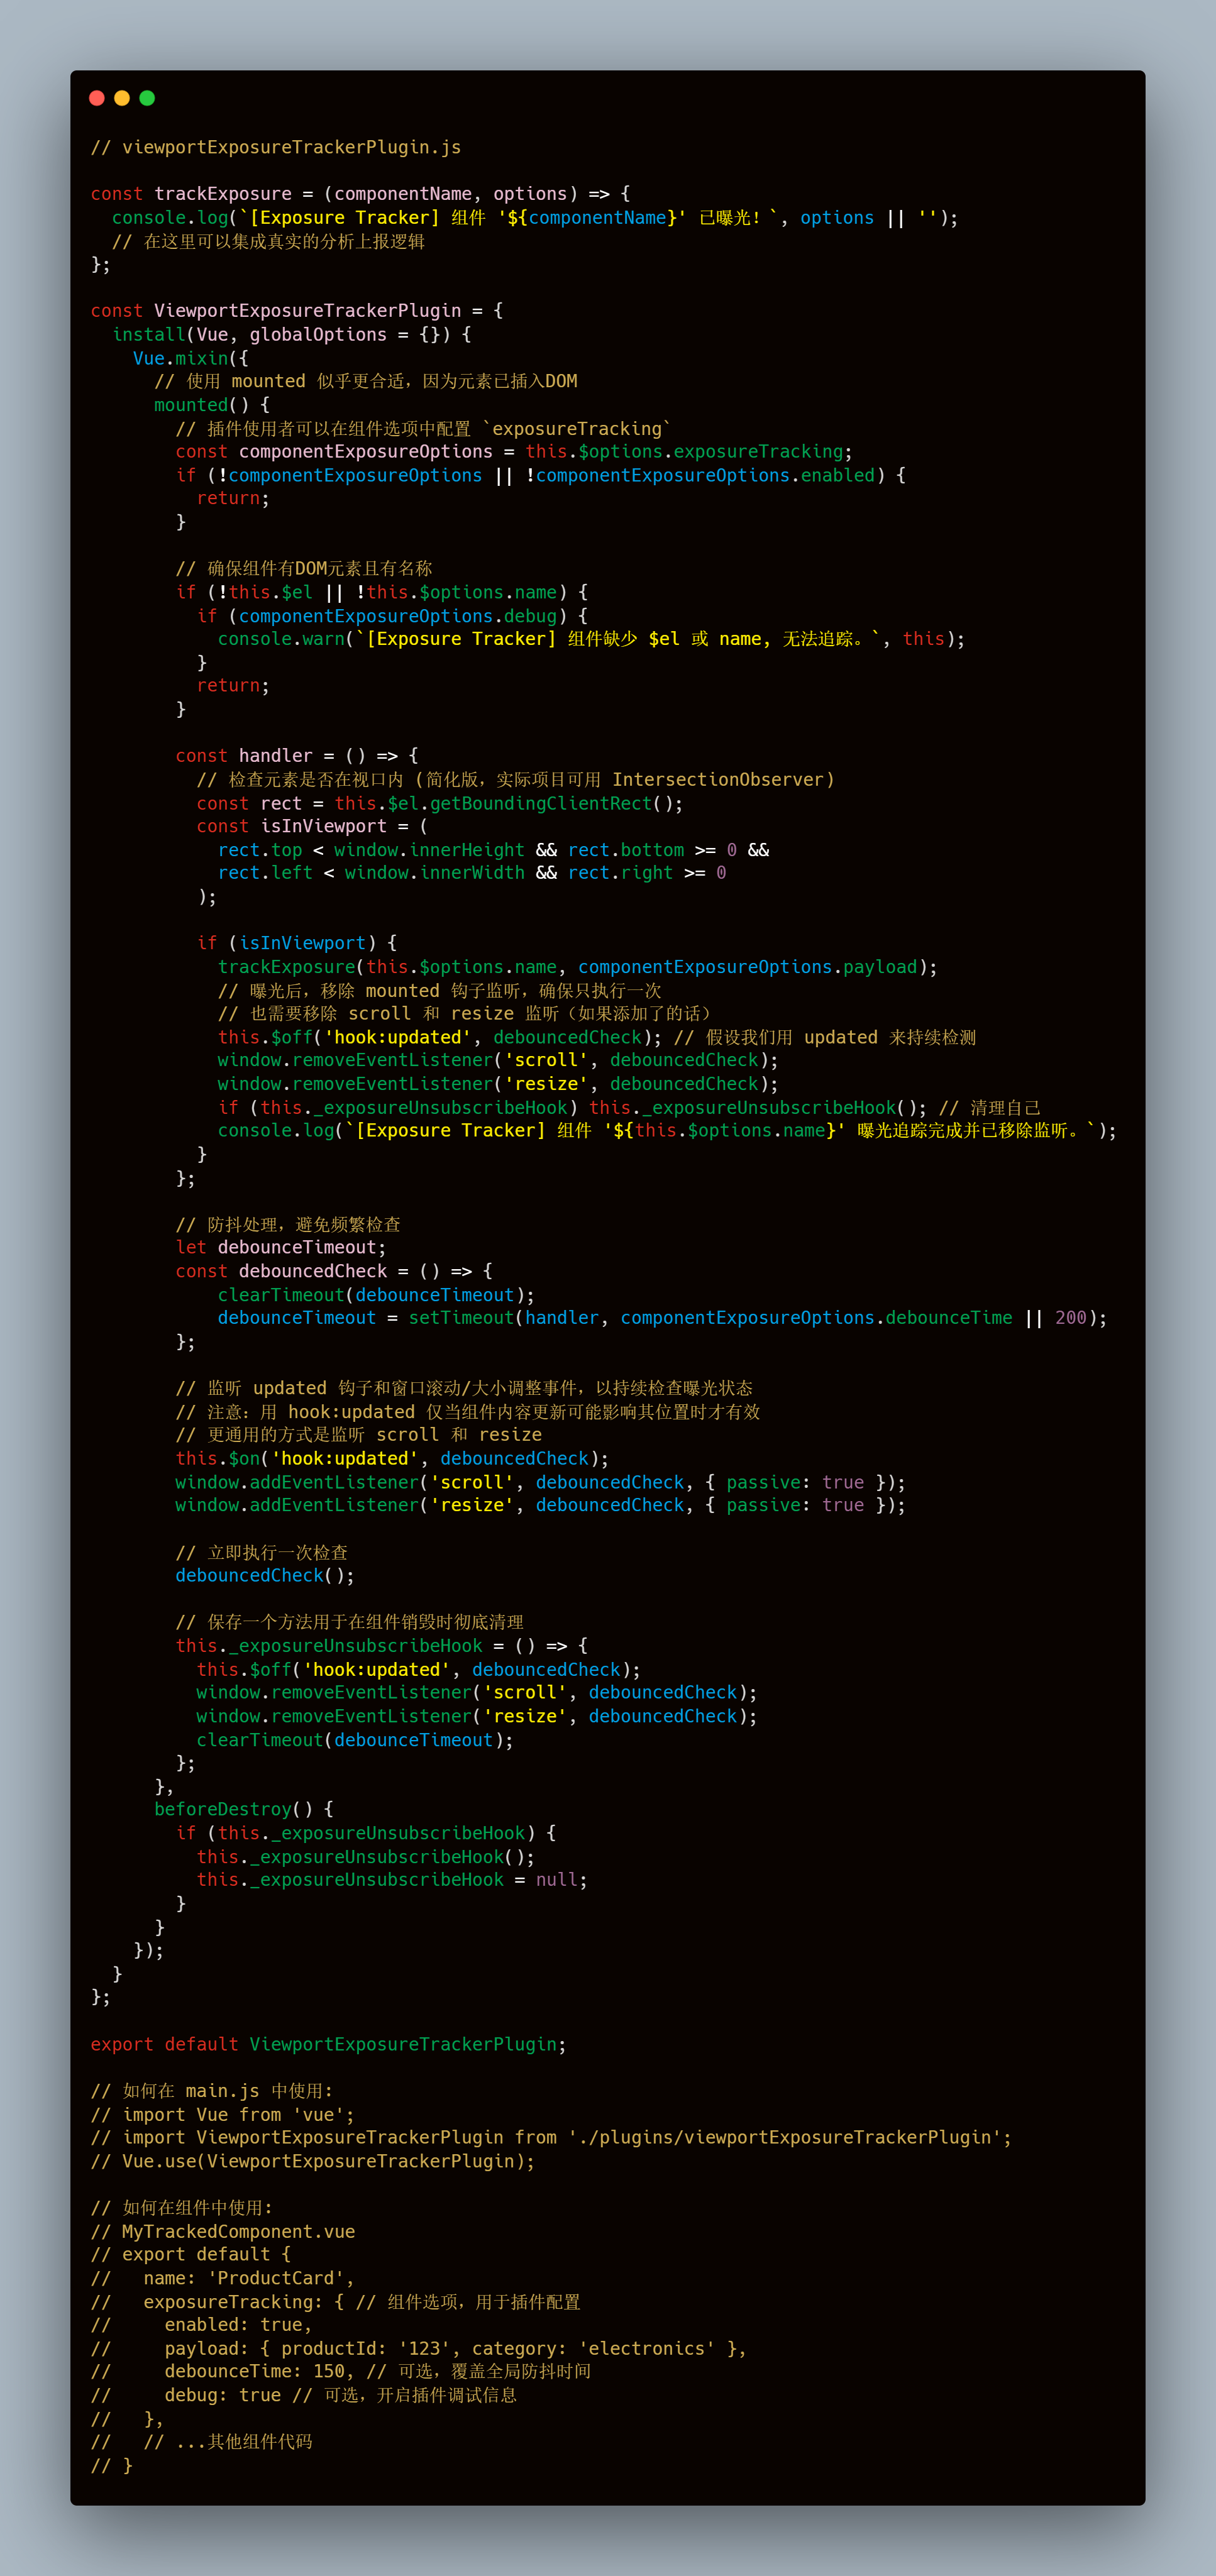 // viewportExposureTrackerPlugin.js

const trackExposure = (componentName, options) => {
  console.log(`[Exposure Tracker] 组件 '${componentName}' 已曝光！`, options || '');
  // 在这里可以集成真实的分析上报逻辑
};

const ViewportExposureTrackerPlugin = {
  install(Vue, globalOptions = {}) {
    Vue.mixin({
      // 使用 mounted 似乎更合适，因为元素已插入DOM
      mounted() {
        // 插件使用者可以在组件选项中配置 `exposureTracking`
        const componentExposureOptions = this.$options.exposureTracking;
        if (!componentExposureOptions || !componentExposureOptions.enabled) {
          return;
        }

        // 确保组件有DOM元素且有名称
        if (!this.$el || !this.$options.name) {
          if (componentExposureOptions.debug) {
            console.warn(`[Exposure Tracker] 组件缺少 $el 或 name, 无法追踪。`, this);
          }
          return;
        }

        const handler = () => {
          // 检查元素是否在视口内 (简化版，实际项目可用 IntersectionObserver)
          const rect = this.$el.getBoundingClientRect();
          const isInViewport = (
            rect.top < window.innerHeight && rect.bottom >= 0 &&
            rect.left < window.innerWidth && rect.right >= 0
          );

          if (isInViewport) {
            trackExposure(this.$options.name, componentExposureOptions.payload);
            // 曝光后，移除 mounted 钩子监听，确保只执行一次
            // 也需要移除 scroll 和 resize 监听（如果添加了的话）
            this.$off('hook:updated', debouncedCheck); // 假设我们用 updated 来持续检测
            window.removeEventListener('scroll', debouncedCheck);
            window.removeEventListener('resize', debouncedCheck);
            if (this._exposureUnsubscribeHook) this._exposureUnsubscribeHook(); // 清理自己
            console.log(`[Exposure Tracker] 组件 '${this.$options.name}' 曝光追踪完成并已移除监听。`);
          }
        };

        // 防抖处理，避免频繁检查
        let debounceTimeout;
        const debouncedCheck = () => {
            clearTimeout(debounceTimeout);
            debounceTimeout = setTimeout(handler, componentExposureOptions.debounceTime || 200);
        };

        // 监听 updated 钩子和窗口滚动/大小调整事件，以持续检查曝光状态
        // 注意：用 hook:updated 仅当组件内容更新可能影响其位置时才有效
        // 更通用的方式是监听 scroll 和 resize
        this.$on('hook:updated', debouncedCheck);
        window.addEventListener('scroll', debouncedCheck, { passive: true });
        window.addEventListener('resize', debouncedCheck, { passive: true });

        // 立即执行一次检查
        debouncedCheck();

        // 保存一个方法用于在组件销毁时彻底清理
        this._exposureUnsubscribeHook = () => {
          this.$off('hook:updated', debouncedCheck);
          window.removeEventListener('scroll', debouncedCheck);
          window.removeEventListener('resize', debouncedCheck);
          clearTimeout(debounceTimeout);
        };
      },
      beforeDestroy() {
        if (this._exposureUnsubscribeHook) {
          this._exposureUnsubscribeHook();
          this._exposureUnsubscribeHook = null;
        }
      }
    });
  }
};

export default ViewportExposureTrackerPlugin;

// 如何在 main.js 中使用:
// import Vue from 'vue';
// import ViewportExposureTrackerPlugin from './plugins/viewportExposureTrackerPlugin';
// Vue.use(ViewportExposureTrackerPlugin);

// 如何在组件中使用:
// MyTrackedComponent.vue
// export default {
//   name: 'ProductCard',
//   exposureTracking: { // 组件选项，用于插件配置
//     enabled: true,
//     payload: { productId: '123', category: 'electronics' },
//     debounceTime: 150, // 可选，覆盖全局防抖时间
//     debug: true // 可选，开启插件调试信息
//   },
//   // ...其他组件代码
// }